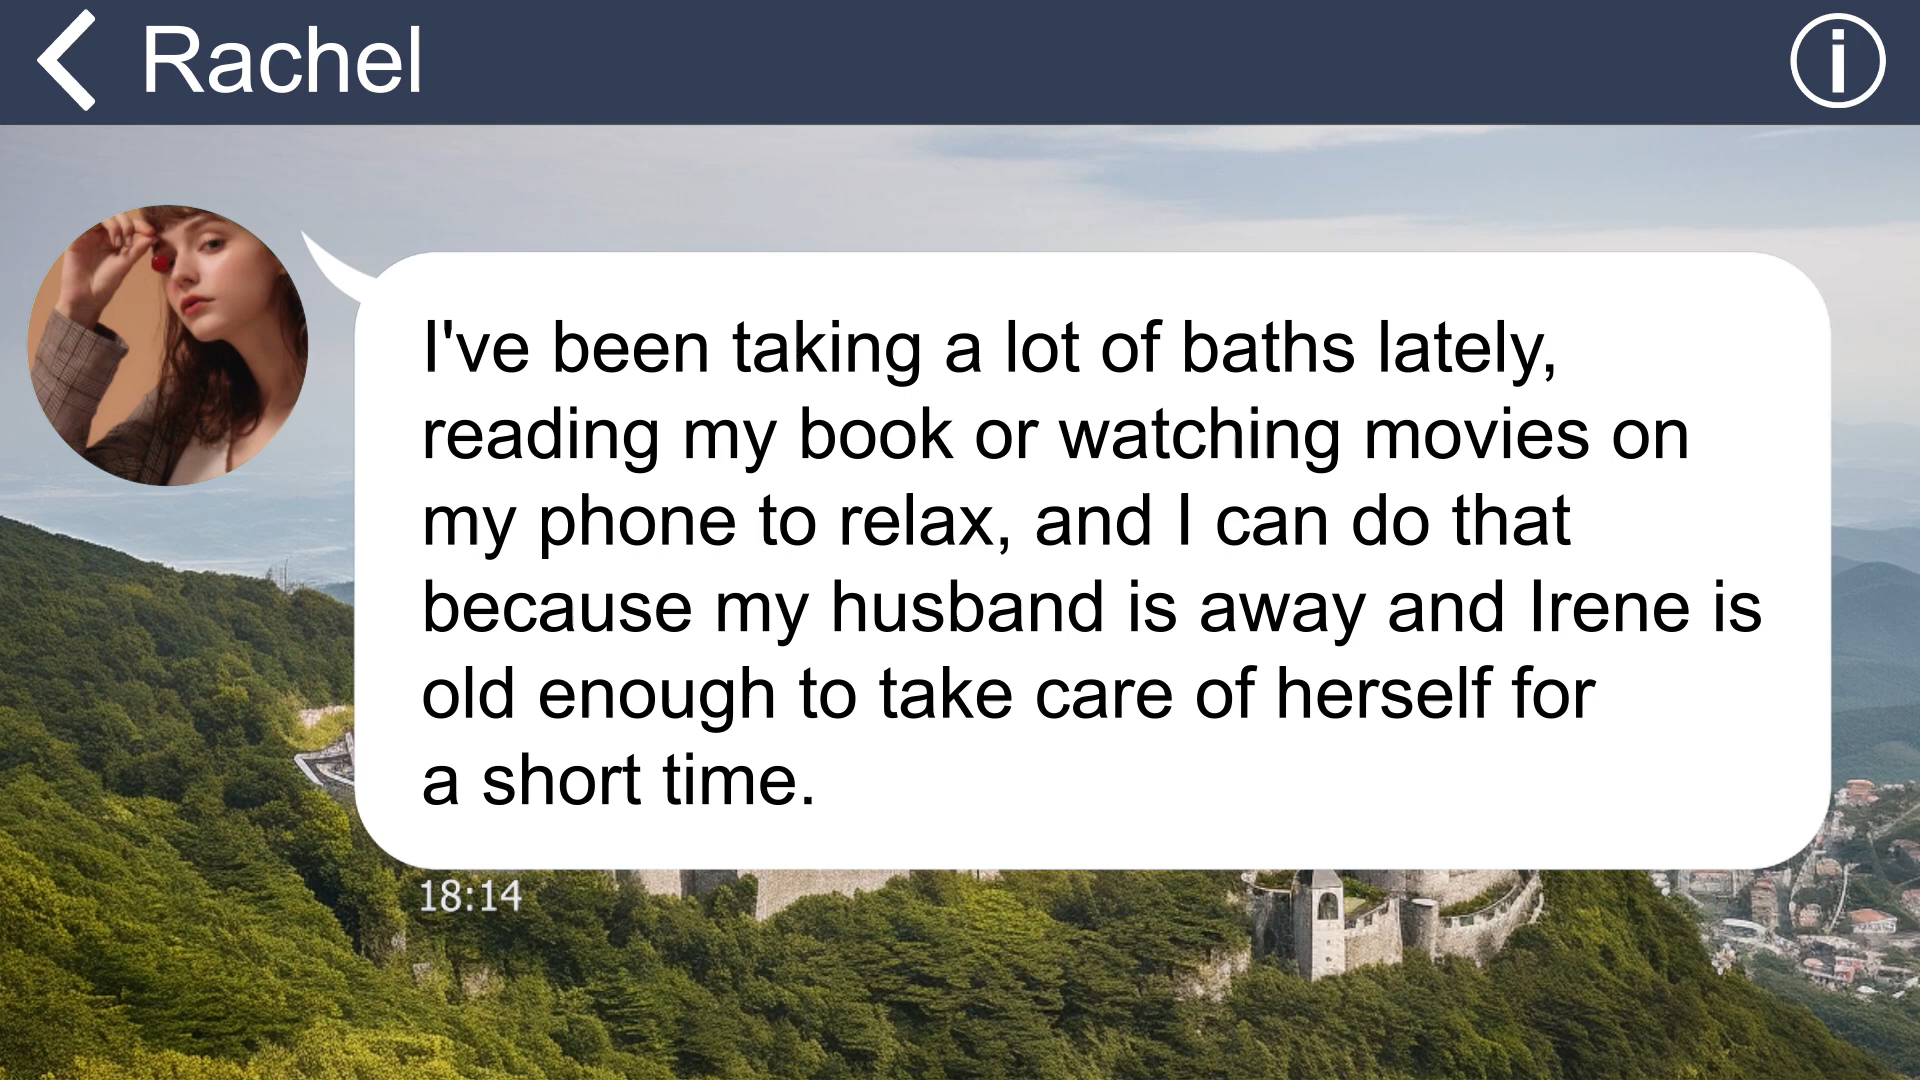 Rachel
I've been taking a lot of baths lately,
reading my book or watching movies on
my phone to relax, and I can do that
because my husband is away and Irene is
old enough to take care of herself for
a short time.
18:14